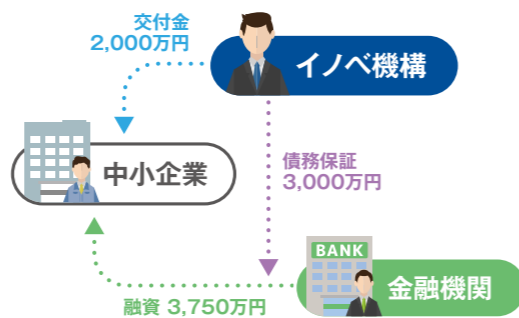 交付金
2,000万円
イノベ機構
中小企業
債務保証
3,000万円
BANK
金融機関
融資 3,750万円